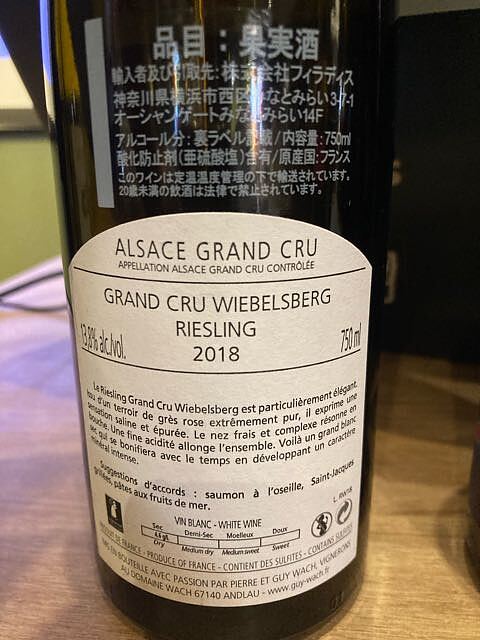 品目：果実酒
輸入者及び引取先：株式会社フィラディス
神奈川県横浜市西区みなとみらい3-7-1
オーシャンゲートみなとみらい14F
アルコール分：裏ラベル記載／内容量：750ml
酸化防止剤（亜硫酸塩）含有／原産国：フランス
このワインは定温温度管理の下で輸送されています。
20歳未満の飲酒は法律で禁止されています。
ALSACE GRAND CRU
APPELLATION ALSACE GRAND CRU CONTRÔLÉE
GRAND CRU WIEBELSBERG
RIESLING
13,8% alc./vol. 2018 750 ml
Le Riesling Grand Cru Wiebelsberg est particulièrement élégant.
Issu d'un terroir de grès rose extrêmement pur, il exprime une
sensation saline et épurée. Le nez frais et complexe résonne en
bouche. Une fine acidité allonge l'ensemble. Voilà un grand blanc
sec qui se bonifiera avec le temps en développant un caractère
minéral intense.
Suggestions d'accords : saumon à l'oseille, Saint-Jacques
grillées, pâtes aux fruits de mer.
L. RW18
VIN BLANC - WHITE WINE
Sec Demi-Sec Moelleux Doux
Dry Medium dry Medium sweet Sweet
PRODUIT DE FRANCE - PRODUCE OF FRANCE - CONTIENT DES SULFITES - CONTAINS SULFITES
MIS EN BOUTEILLE AVEC PASSION PAR PIERRE ET GUY WACH, VIGNERONS
AU DOMAINE WACH 67140 ANDLAU - www.guy-wach.fr